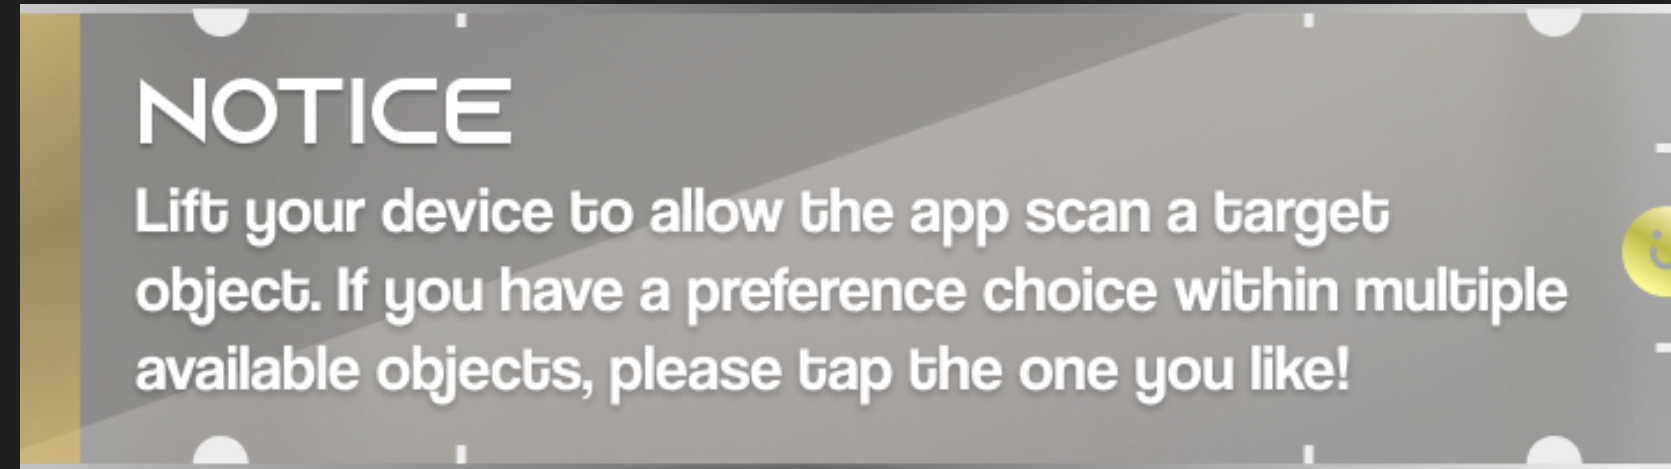 NOTICE
Lift your device to allow the app scan a target
object. If you have a preference choice within multiple
available objects, please tap the one you like!